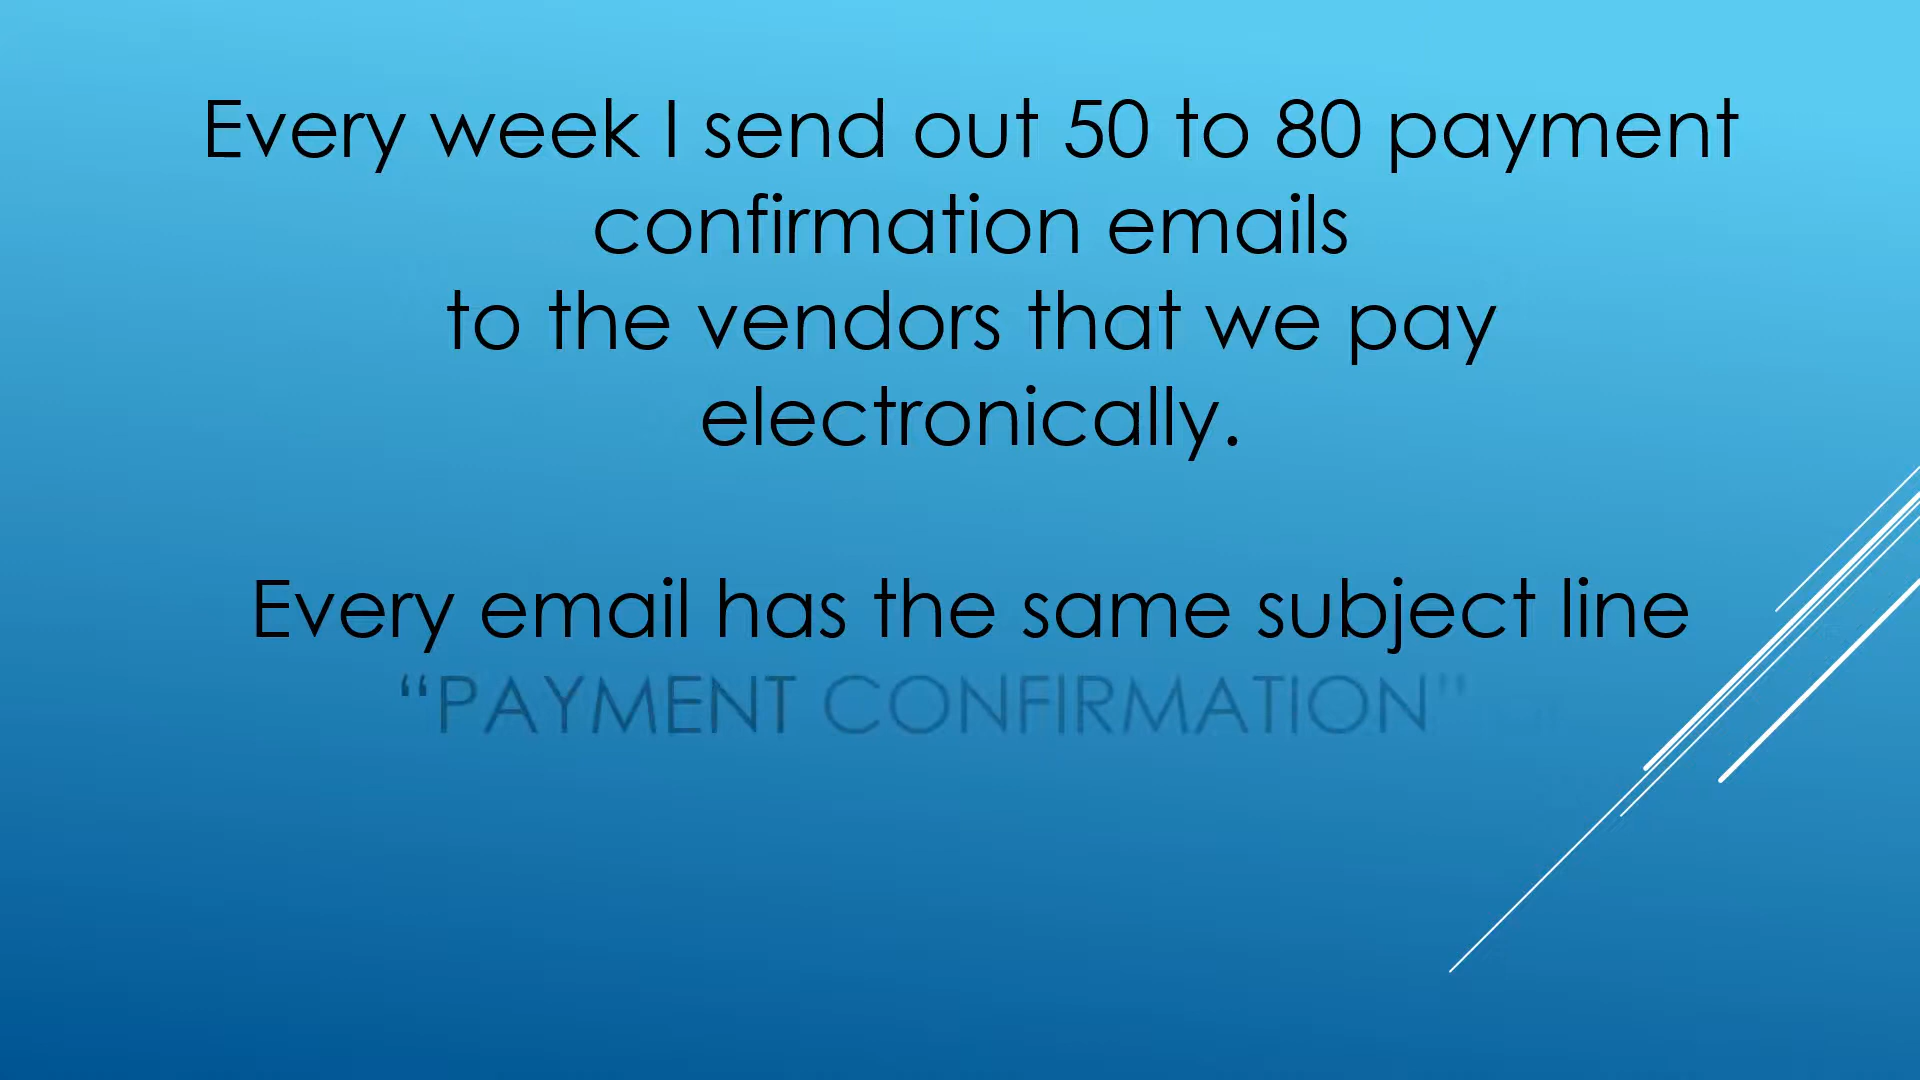 Every week I send out 50 to 80 payment
confirmation emails
to the vendors that we pay
electronically.
Every email has the same subject line
“PAYMENT CONFIRMATION”